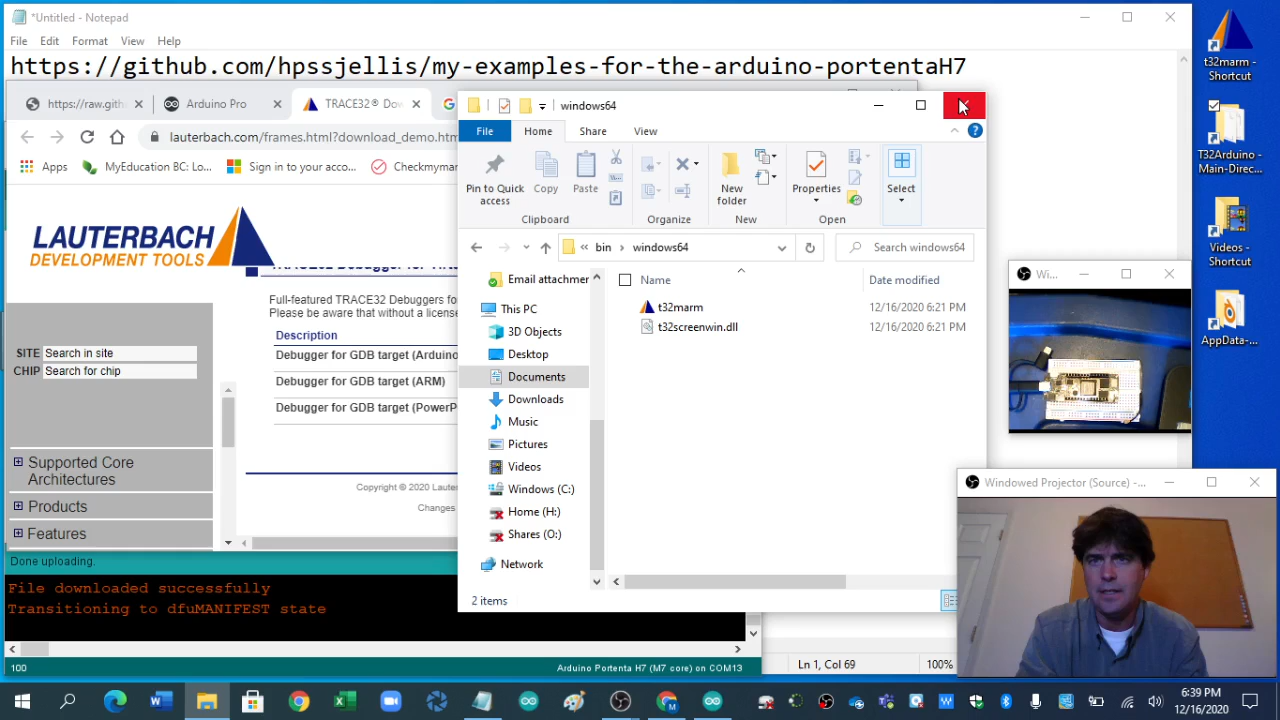 *Untitled - Notepad
File Edit Format View Help
https://github.com/hpssjellis/my-examples-for-the-arduino-portentaH7
https://raw.gith
Arduino Pro
TRACE32® Dow
lauterbach.com/frames.html?download_demo.htm
Apps
MyEducation BC: Lo...
Sign in to your acco...
Checkmymar
LAUTERBACH
DEVELOPMENT TOOLS
Full-featured TRACE32 Debuggers fo
Please be aware that without a license
Description
Debugger for GDB target (Arduino
Debugger for GDB target (ARM)
Debugger for GDB target (PowerP
SITE Search in site
CHIP Search for chip
Supported Core
Architectures
Products
Features
Copyright © 2020 Laute
Changes
Done uploading.
File downloaded successfully
Transitioning to dfuMANIFEST state
100
Arduino Portenta H7 (M7 core) on COM13
windows64
File Home Share View
Pin to Quick
access
Copy
Paste
Clipboard
Organize
New
folder
New
Properties
Open
Select
bin
windows64
Search windows64
Email attachmer
This PC
3D Objects
Desktop
Documents
Downloads
Music
Pictures
Videos
Windows (C:)
Home (H:)
Shares (O:)
Network
Name
Date modified
t32marm
12/16/2020 6:21 PM
t32screenwin.dll
12/16/2020 6:21 PM
2 items
Ln 1, Col 69
100%
t32marm -
Shortcut
T32Arduino -
Main-Direc...
Videos -
Shortcut
AppData-...
Wi...
Windowed Projector (Source) -...
6:39 PM
12/16/2020